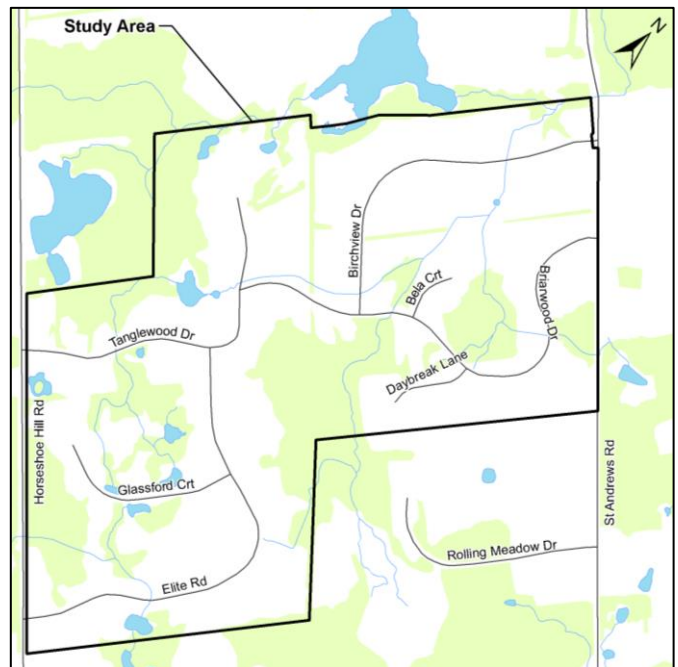 Study Area
N
Birchview Dr
Bela Crt
Briarwood Dr
Tanglewood Dr
Daybreak Lane
Horseshoe Hill Rd
St Andrews Rd
Glassford Crt
Rolling Meadow Dr
Elite Rd